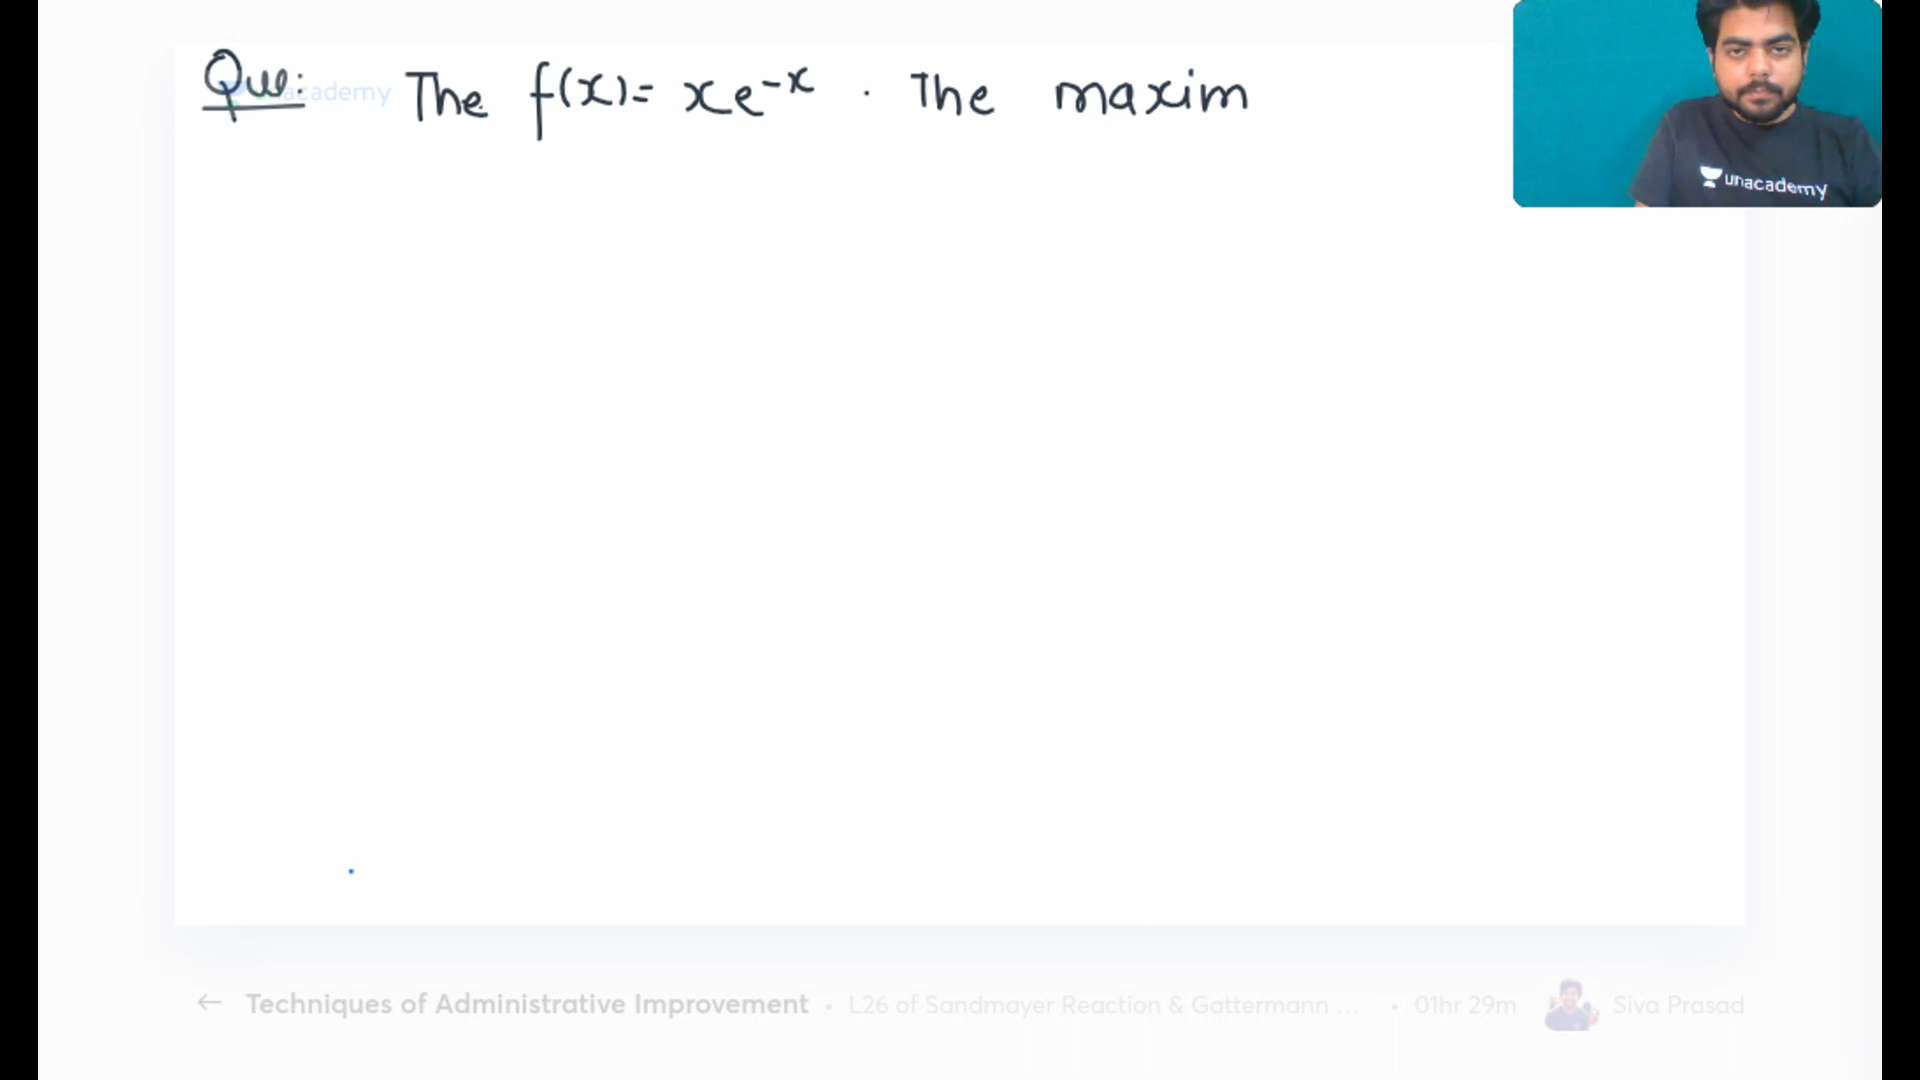 Que: The f(x)= xe⁻ˣ . The maxim
unacademy
unacademy
← Techniques of Administrative Improvement • L26 of Sandmayer Reaction & Gattermann ... • 01hr 29m Siva Prasad